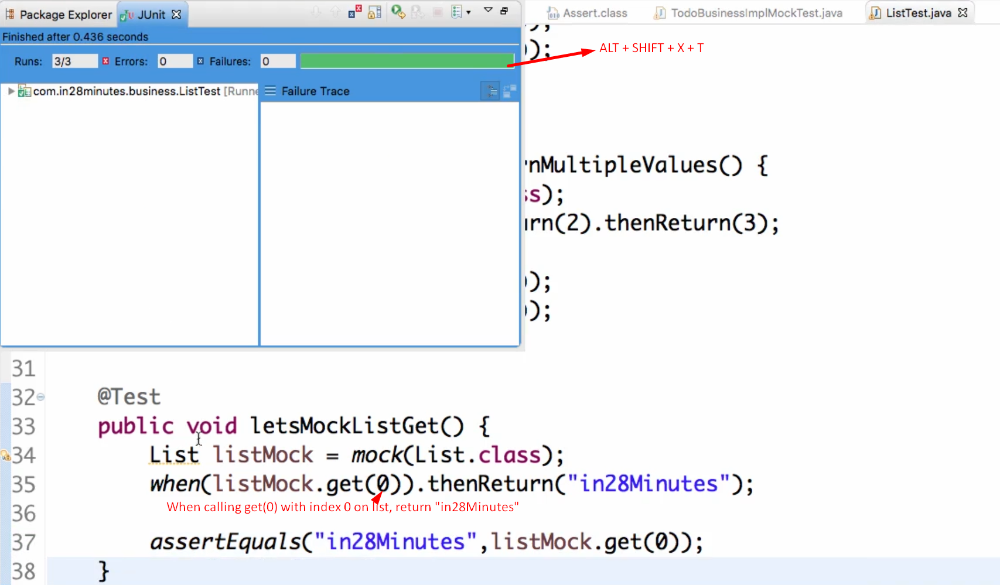 Package Explorer JUnit
Assert.class TodoBusinessImplMockTest.java ListTest.java
Finished after 0.436 seconds
Runs: 3/3 Errors: 0 Failures: 0
ALT + SHIFT + X + T
);
);
com.in28minutes.business.ListTest [Runne
Failure Trace
rnMultipleValues() {
ss);
urn(2).thenReturn(3);
);
);
31
32 @Test
33 public void letsMockListGet() {
34 List listMock = mock(List.class);
35 when(listMock.get(0)).thenReturn("in28Minutes");
When calling get(0) with index 0 on list, return "in28Minutes"
36
37 assertEquals("in28Minutes",listMock.get(0));
38 }